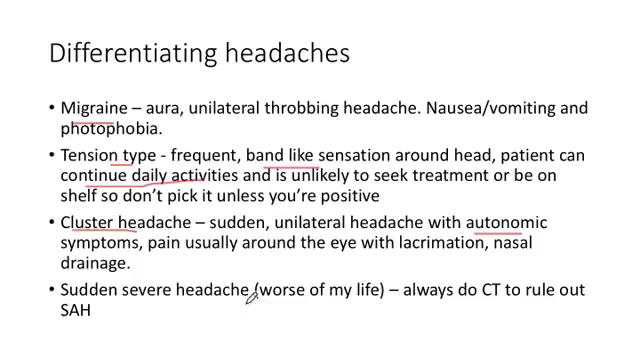 Differentiating headaches
• Migraine – aura, unilateral throbbing headache. Nausea/vomiting and
photophobia.
• Tension type - frequent, band like sensation around head, patient can
continue daily activities and is unlikely to seek treatment or be on
shelf so don’t pick it unless you’re positive
• Cluster headache – sudden, unilateral headache with autonomic
symptoms, pain usually around the eye with lacrimation, nasal
drainage.
• Sudden severe headache (worse of my life) – always do CT to rule out
SAH